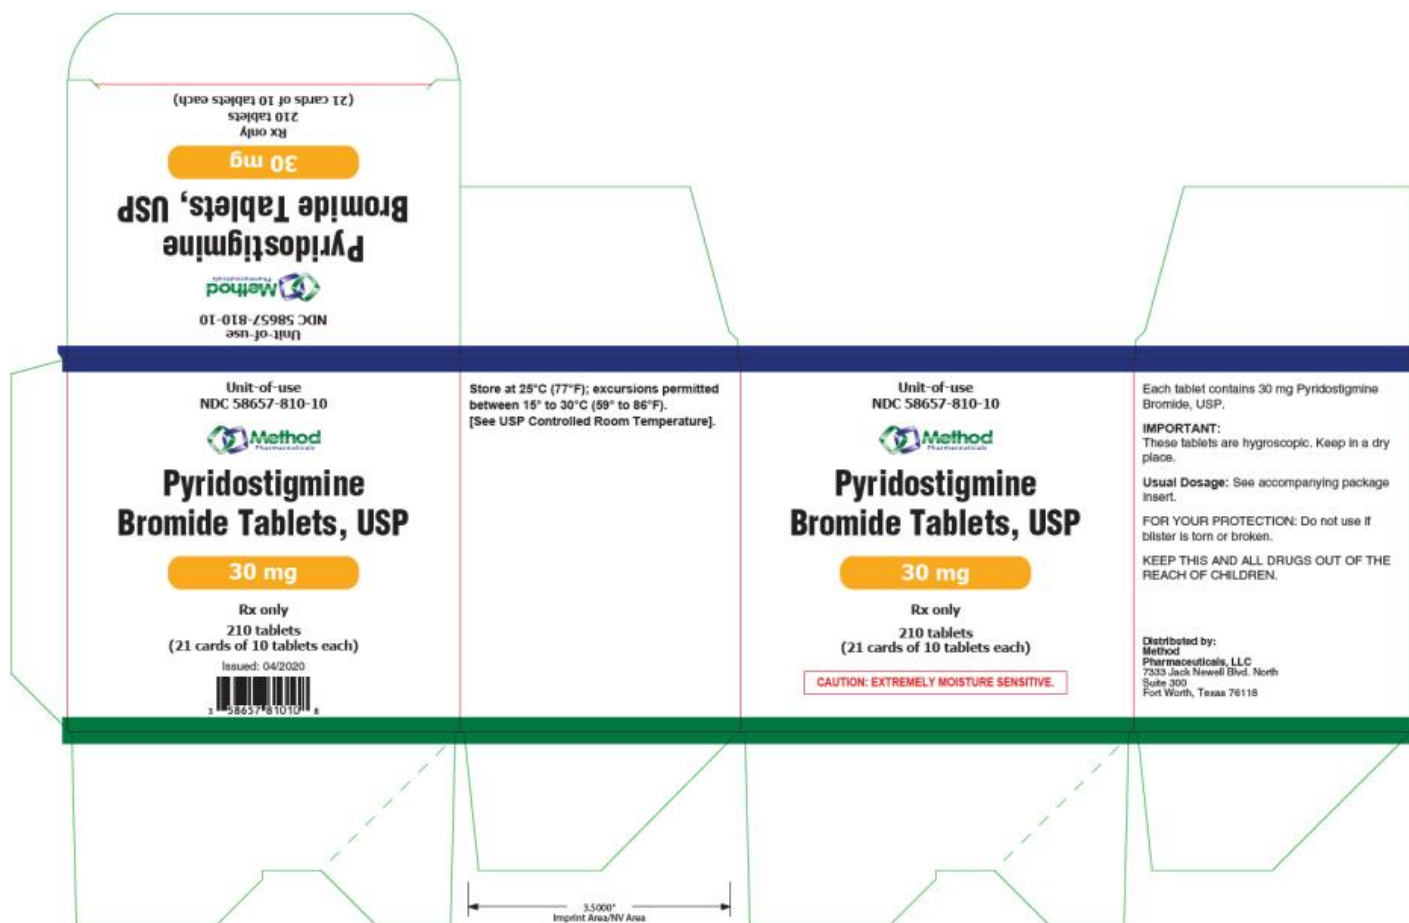 (21 cards of 10 tablets each)
210 tablets
Rx only
30 mg
Bromide Tablets, USP
Pyridostigmine
Method
Pharmaceuticals
NDC 58657-810-10
Unit-of-use
Unit-of-use
NDC 58657-810-10
Method
Pharmaceuticals
Pyridostigmine
Bromide Tablets, USP
30 mg
Rx only
210 tablets
(21 cards of 10 tablets each)
Issued: 04/2020
3 58657 81010 8
Store at 25°C (77°F); excursions permitted
between 15° to 30°C (59° to 86°F).
[See USP Controlled Room Temperature].
Unit-of-use
NDC 58657-810-10
Method
Pharmaceuticals
Pyridostigmine
Bromide Tablets, USP
30 mg
Rx only
210 tablets
(21 cards of 10 tablets each)
CAUTION: EXTREMELY MOISTURE SENSITIVE.
Each tablet contains 30 mg Pyridostigmine
Bromide, USP.
IMPORTANT:
These tablets are hygroscopic. Keep in a dry
place.
Usual Dosage: See accompanying package
insert.
FOR YOUR PROTECTION: Do not use if
blister is torn or broken.
KEEP THIS AND ALL DRUGS OUT OF THE
REACH OF CHILDREN.
Distributed by:
Method
Pharmaceuticals, LLC
7333 Jack Newell Blvd. North
Suite 300
Fort Worth, Texas 76118
3.5000"
Imprint Area/NV Area